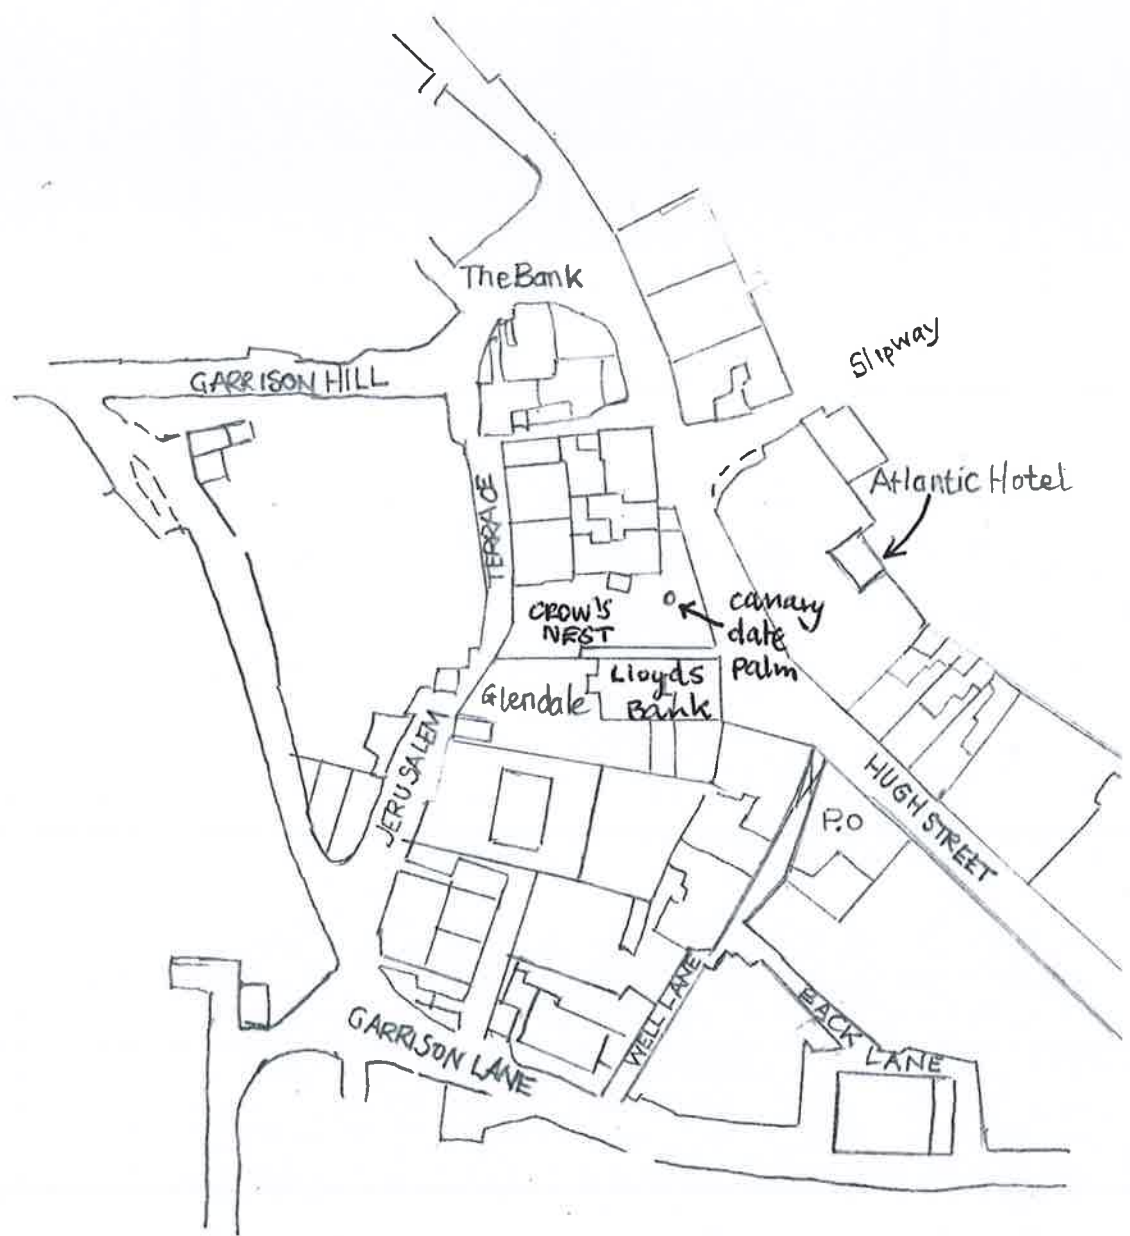 The Bank
Slipway
GARRISON HILL
Atlantic Hotel
TERRACE
CROW'S
NEST
canary
date
palm
Glendale
Lloyds
Bank
JERUSALEM
HUGH STREET
P.O
WELL LANE
BACK
LANE
GARRISON LANE